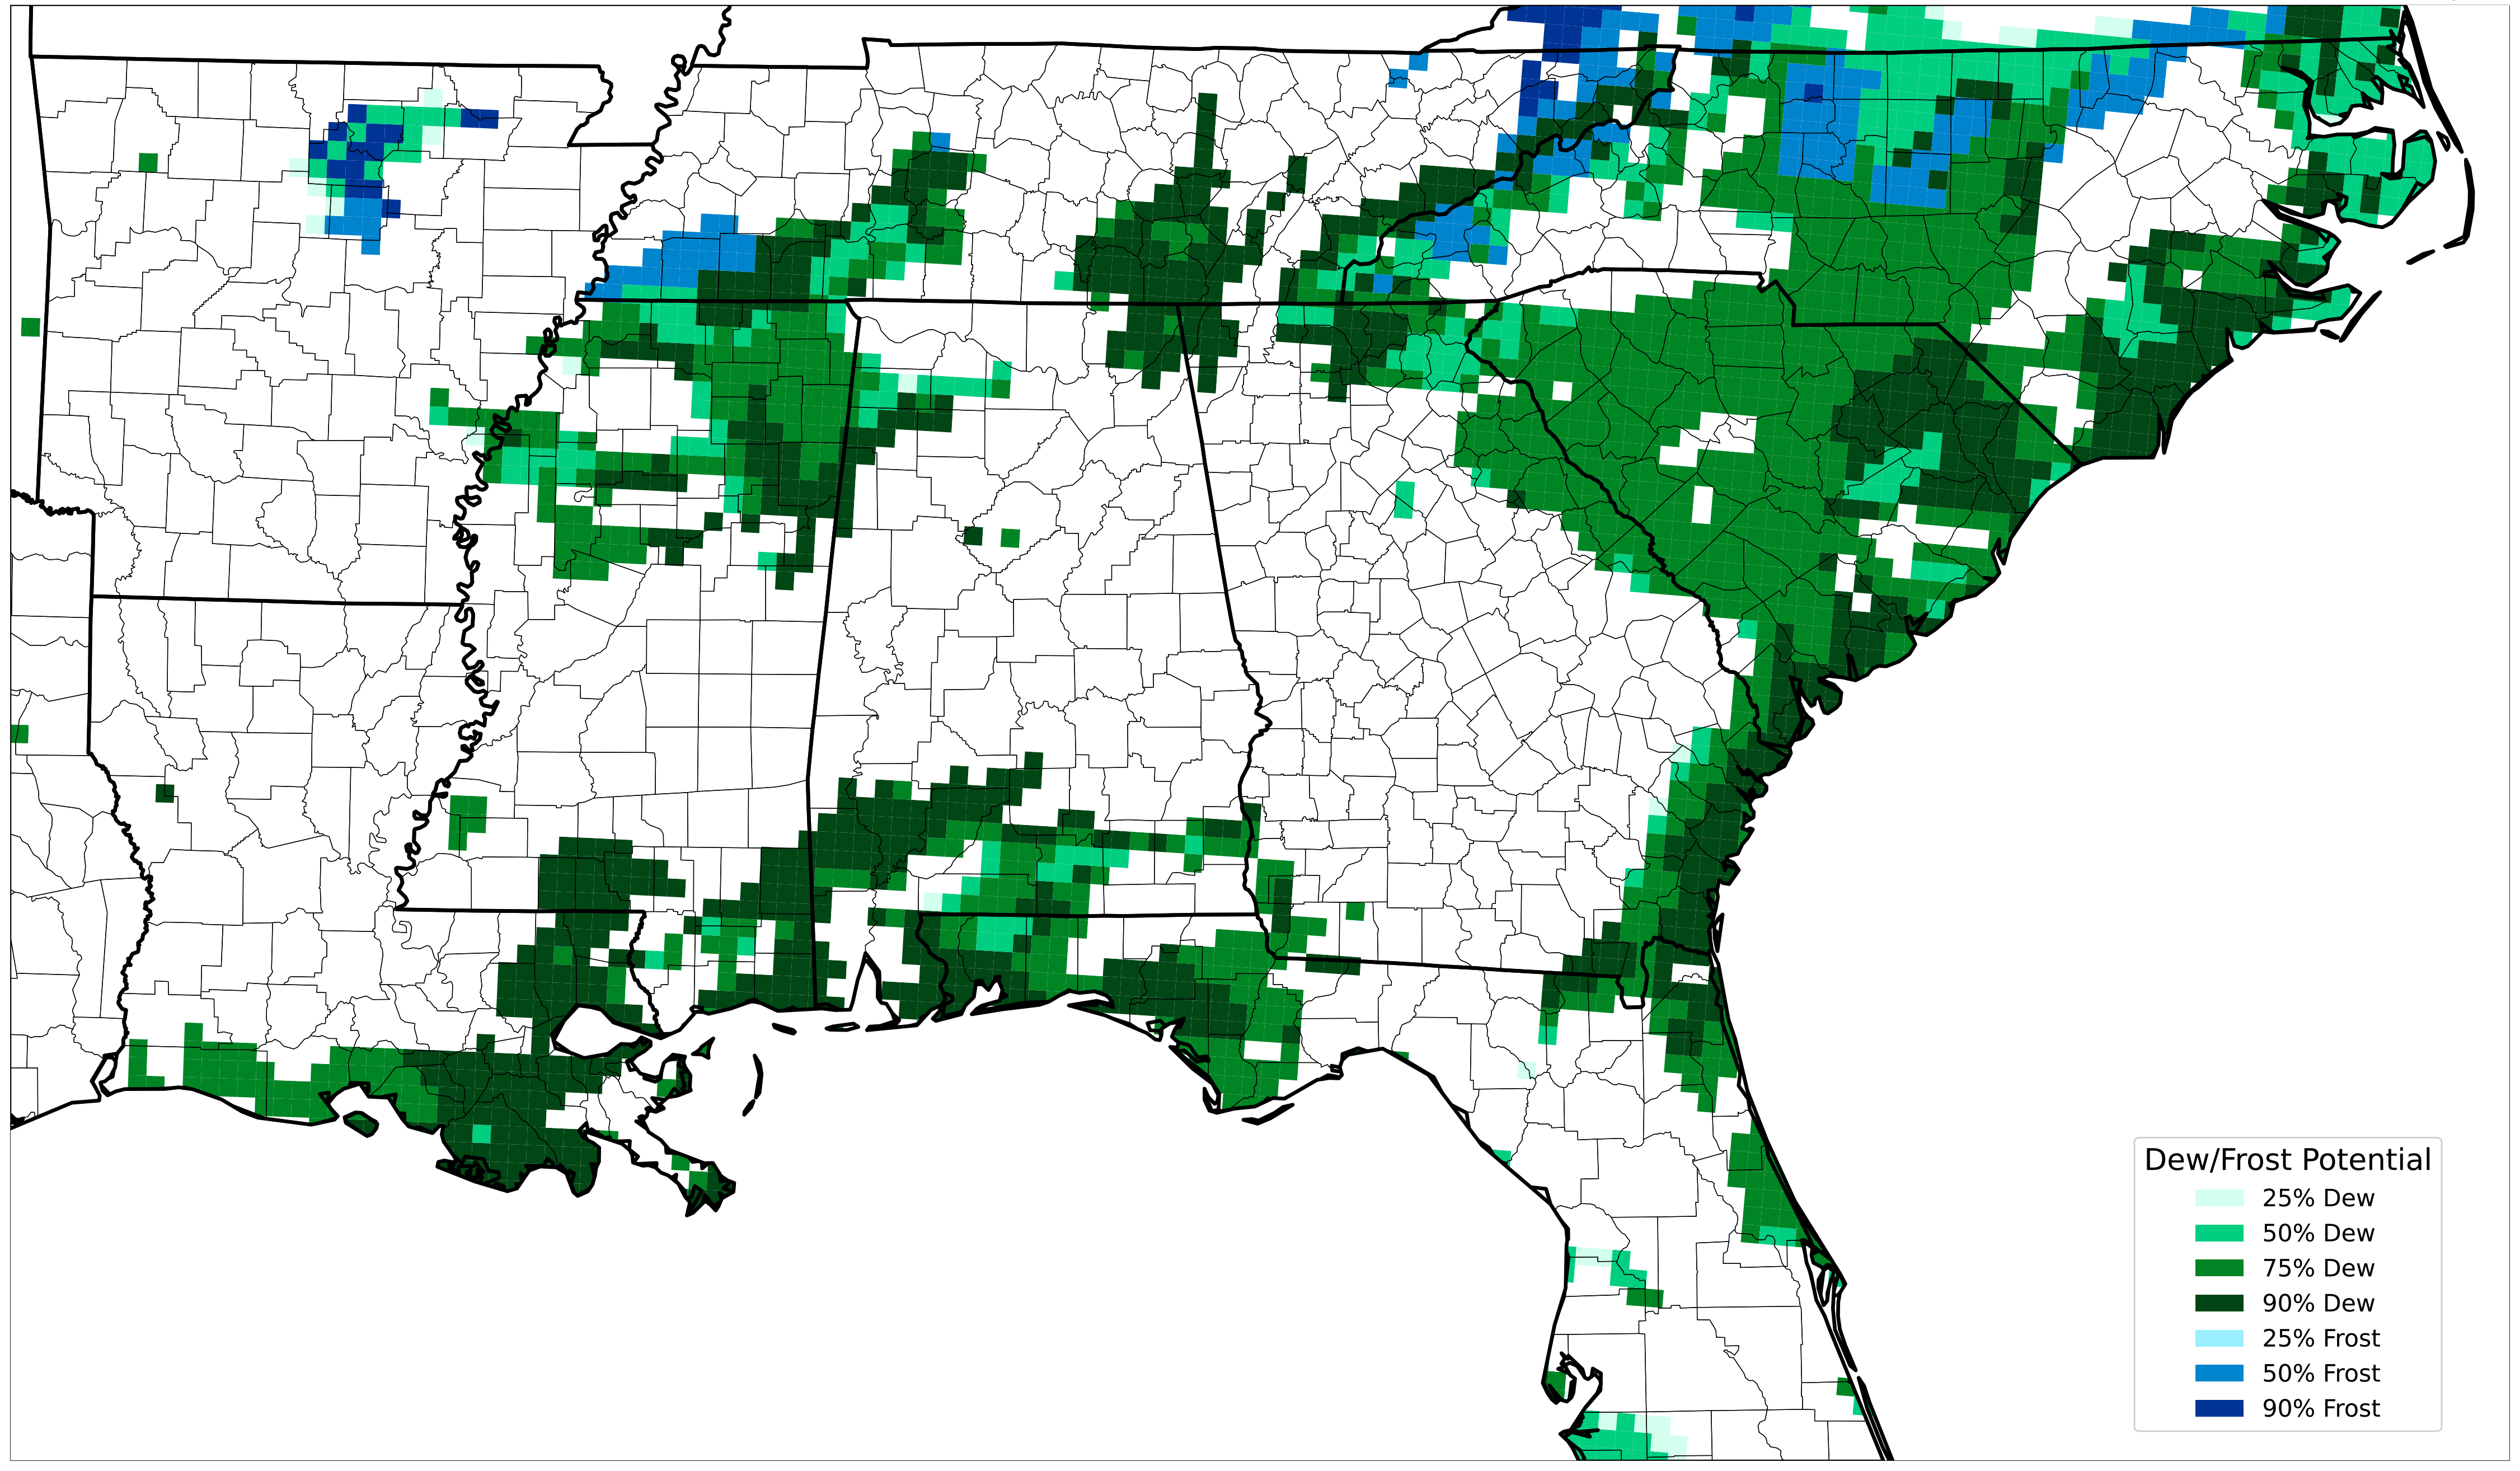 Dew/Frost Potential
25% Dew
50% Dew
75% Dew
90% Dew
25% Frost
50% Frost
90% Frost